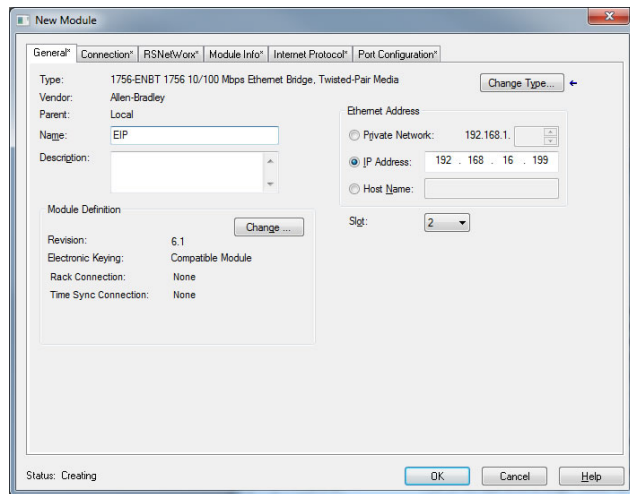 New Module
General* Connection* RSNetWorx* Module Info* Internet Protocol* Port Configuration*
Type: 1756-ENBT 1756 10/100 Mbps Ethernet Bridge, Twisted-Pair Media Change Type...
Vendor: Allen-Bradley
Parent: Local
Name: EIP
Description:
Ethernet Address
Private Network: 192.168.1.
IP Address: 192 . 168 . 16 . 199
Host Name:
Module Definition
Change ...
Revision: 6.1
Electronic Keying: Compatible Module
Rack Connection: None
Time Sync Connection: None
Slot: 2
Status: Creating
OK Cancel Help